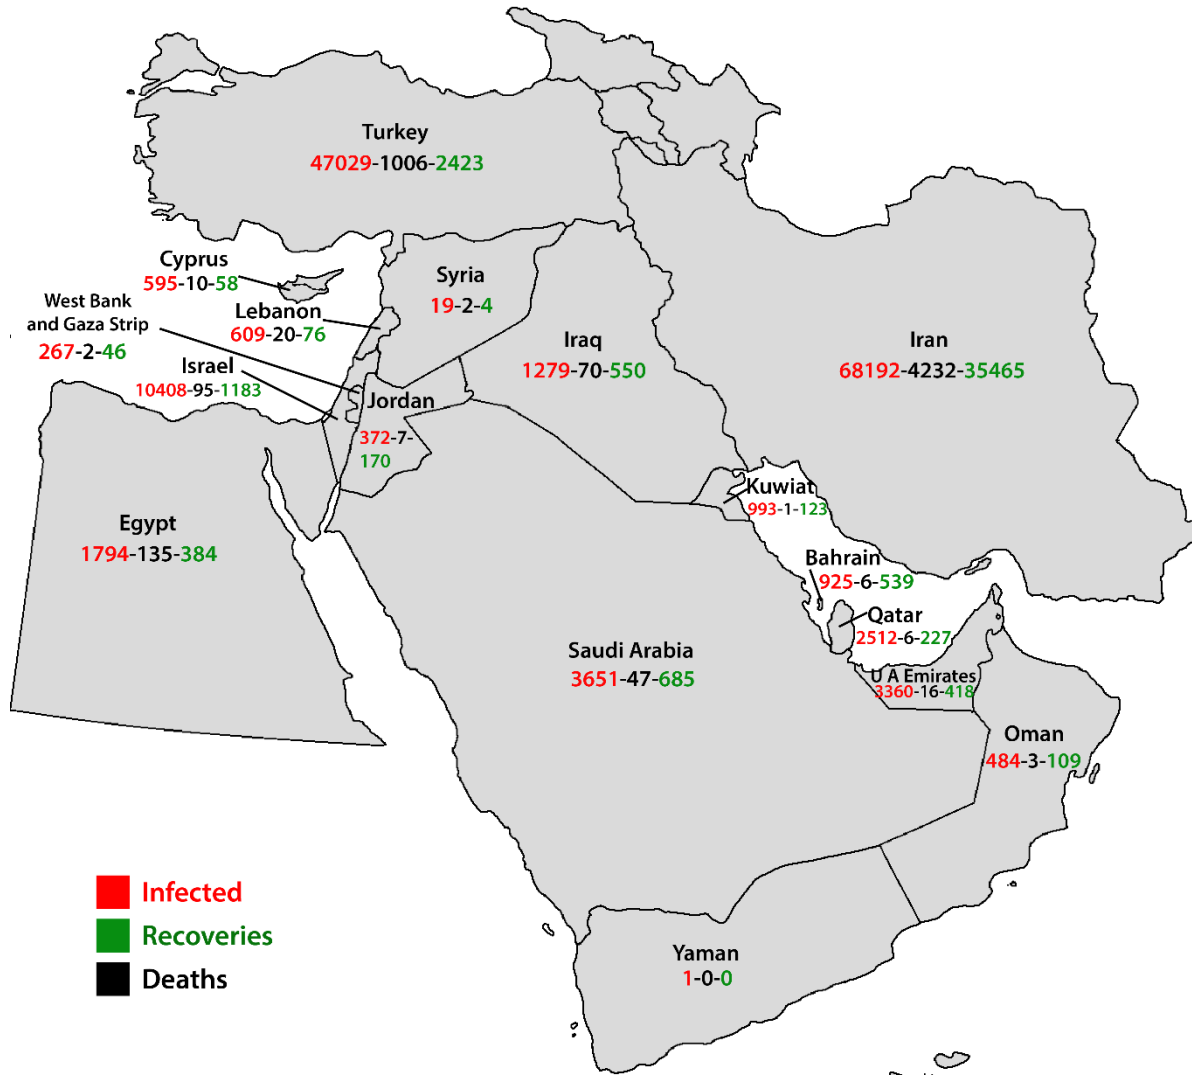 Turkey
47029-1006-2423
Cyprus
595-10-58
Syria
19-2-4
West Bank
and Gaza Strip
267-2-46
Lebanon
609-20-76
Israel
10408-95-1183
Iraq
1279-70-550
Iran
68192-4232-35465
Jordan
372-7-
170
Kuwiat
993-1-123
Egypt
1794-135-384
Bahrain
925-6-539
Qatar
2512-6-227
Saudi Arabia
3651-47-685
U A Emirates
3360-16-418
Oman
484-3-109
Infected
Recoveries
Deaths
Yaman
1-0-0